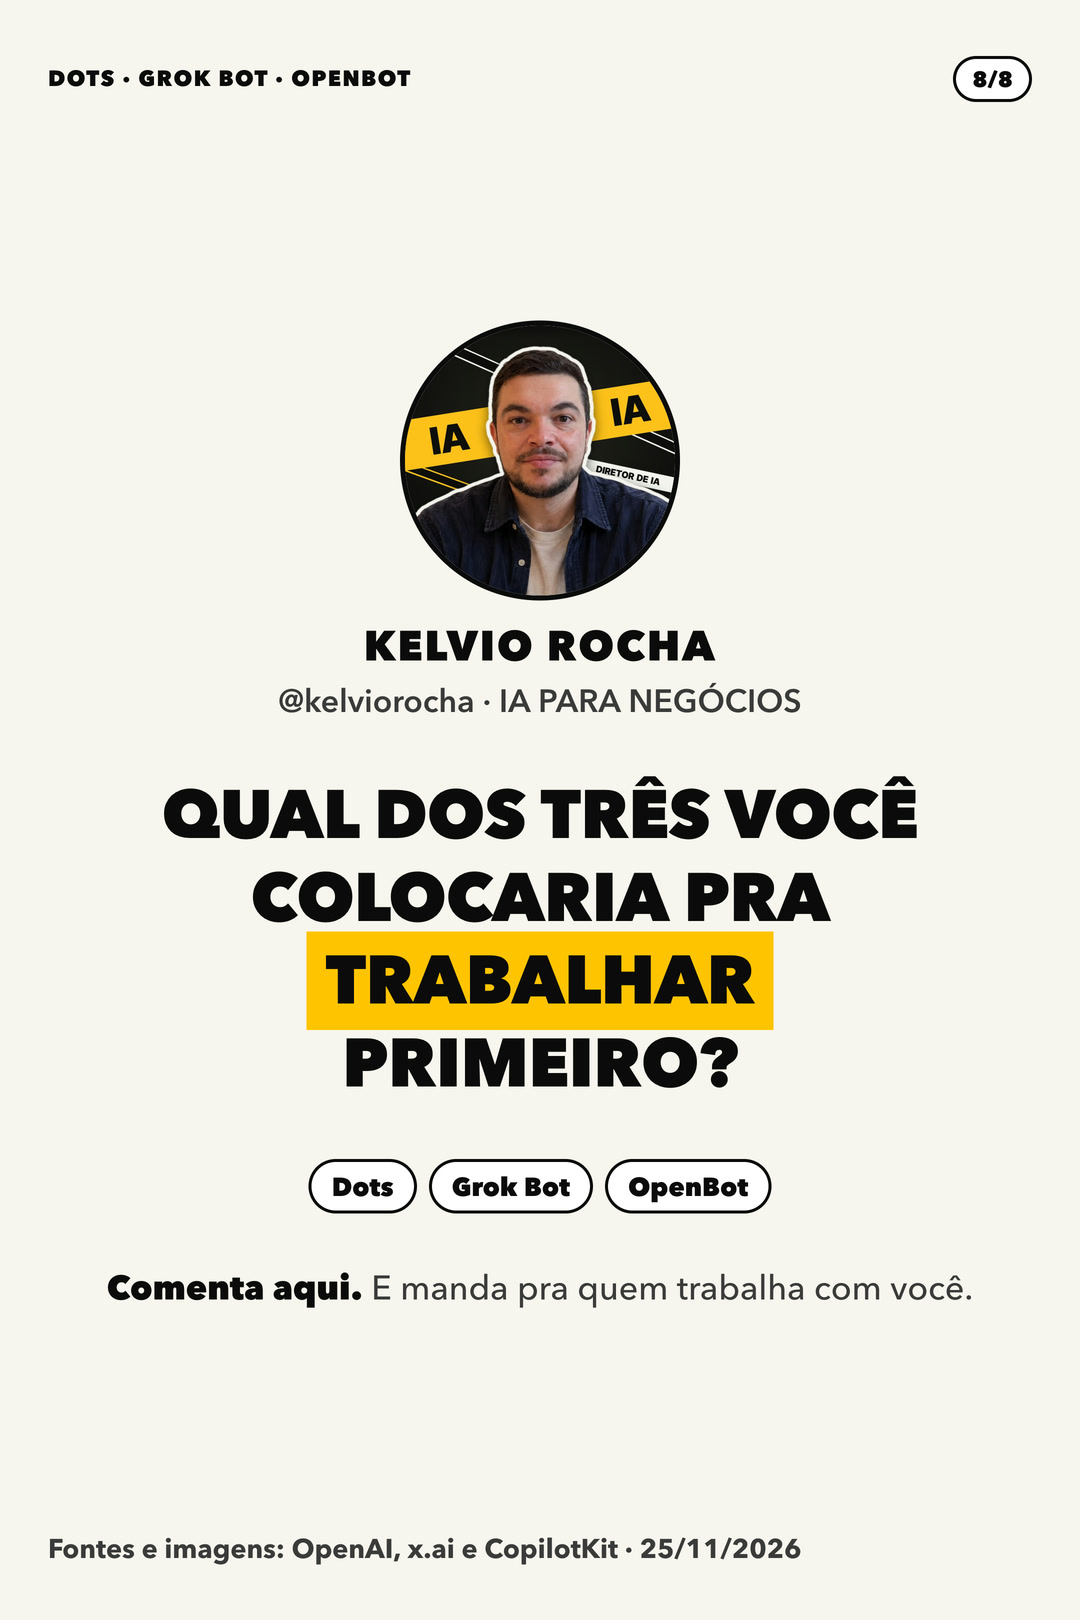 DOTS · GROK BOT · OPENBOT
8/8
IA
IA
DIRETOR DE IA
KELVIO ROCHA
@kelviorocha · IA PARA NEGÓCIOS
QUAL DOS TRÊS VOCÊ
COLOCARIA PRA
TRABALHAR
PRIMEIRO?
Dots
Grok Bot
OpenBot
Comenta aqui. E manda pra quem trabalha com você.
Fontes e imagens: OpenAI, x.ai e CopilotKit · 25/11/2026